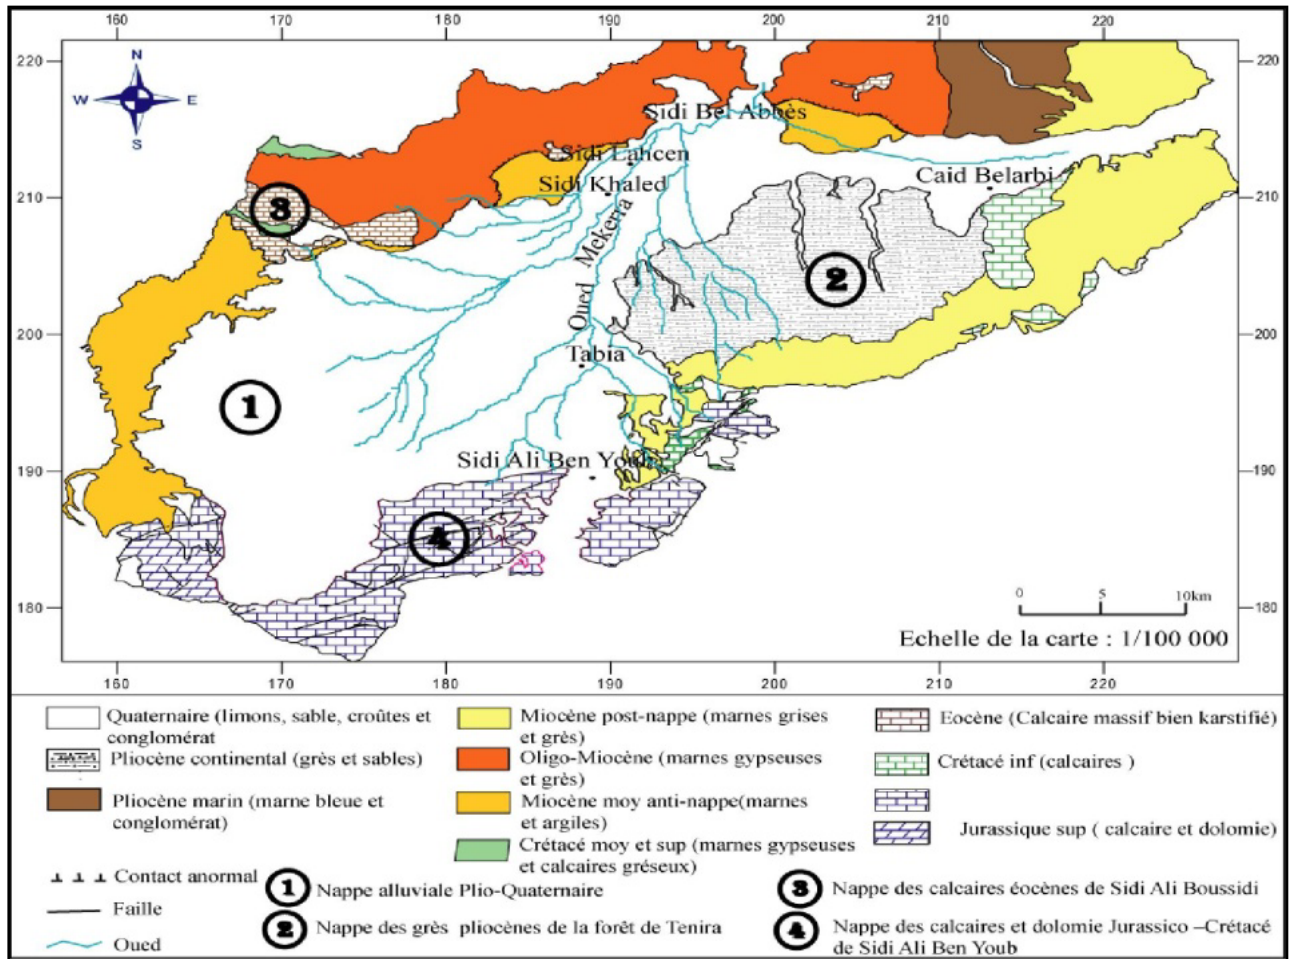 160 170 180 190 200 210 220
220 220
N
W E
S
Sidi Bel Abbès
Sidi Lahcen
Caid Belarbi
Sidi Khaled
210 210
3
Oued Mekerra
2
200 200
Tabia
1
Sidi Ali Ben Youb
190 190
4
0 5 10km
180 180
Echelle de la carte : 1/100 000
160 170 180 190 200 210 220
Quaternaire (limons, sable, croûtes et
conglomérat
Pliocène continental (grès et sables)
Pliocène marin (marne bleue et
conglomérat)
Miocène post-nappe (marnes grises
et grès)
Oligo-Miocène (marnes gypseuses
et grès)
Miocène moy anti-nappe(marnes
et argiles)
Crétacé moy et sup (marnes gypseuses
et calcaires gréseux)
Eocène (Calcaire massif bien karstifié)
Crétacé inf (calcaires )
Jurassique sup ( calcaire et dolomie)
Contact anormal
Faille
Oued
1 Nappe alluviale Plio-Quaternaire
2 Nappe des grès pliocènes de la forêt de Tenira
3 Nappe des calcaires éocènes de Sidi Ali Boussidi
4 Nappe des calcaires et dolomie Jurassico –Crétacé
de Sidi Ali Ben Youb